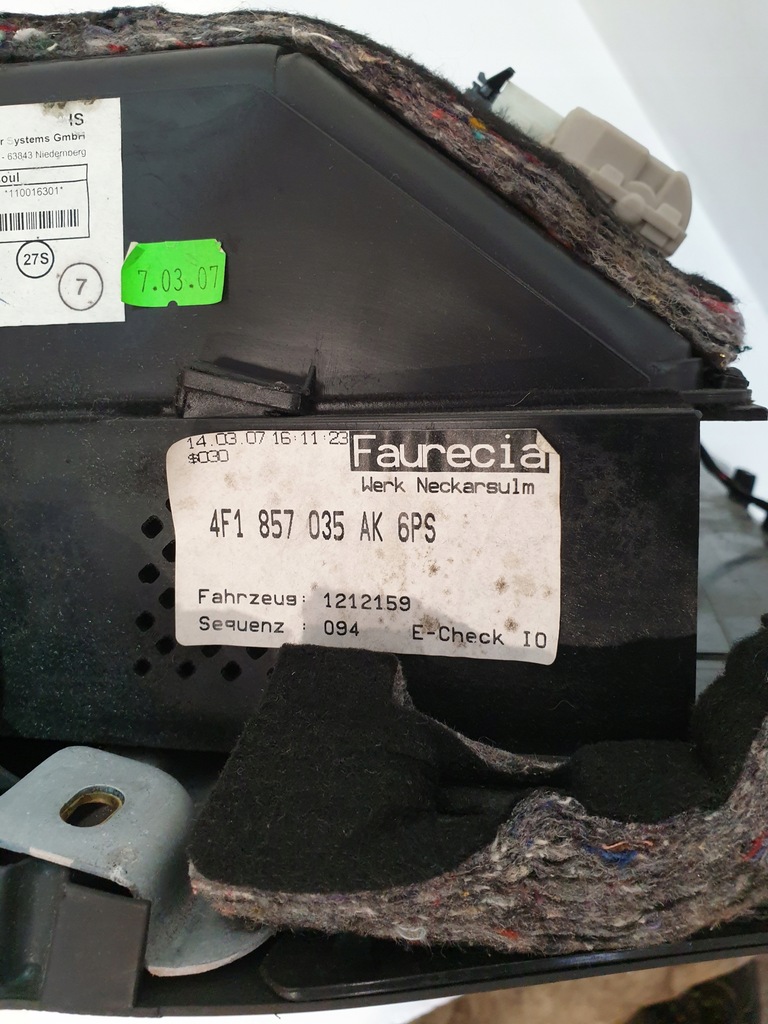 IS
r Systems GmbH
- 63843 Niedernberg
oul
*110016301*
27S
7
7.03.07
14.03.07 16:11:23
$030
Faurecia
Werk Neckarsulm
4F1 857 035 AK 6PS
Fahrzeug: 1212159
Sequenz : 094 E-Check IO